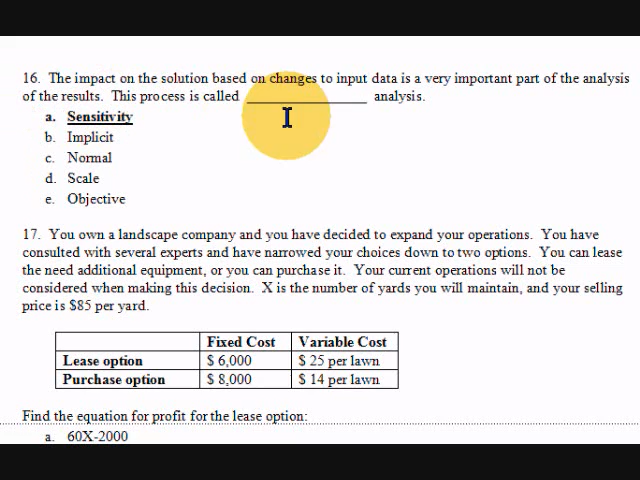 16. The impact on the solution based on changes to input data is a very important part of the analysis
of the results. This process is called ______________ analysis.
a. Sensitivity
b. Implicit
c. Normal
d. Scale
e. Objective
17. You own a landscape company and you have decided to expand your operations. You have
consulted with several experts and have narrowed your choices down to two options. You can lease
the need additional equipment, or you can purchase it. Your current operations will not be
considered when making this decision. X is the number of yards you will maintain, and your selling
price is $85 per yard.
Fixed Cost Variable Cost
Lease option $ 6,000 $ 25 per lawn
Purchase option $ 8,000 $ 14 per lawn
Find the equation for profit for the lease option:
a. 60X-2000